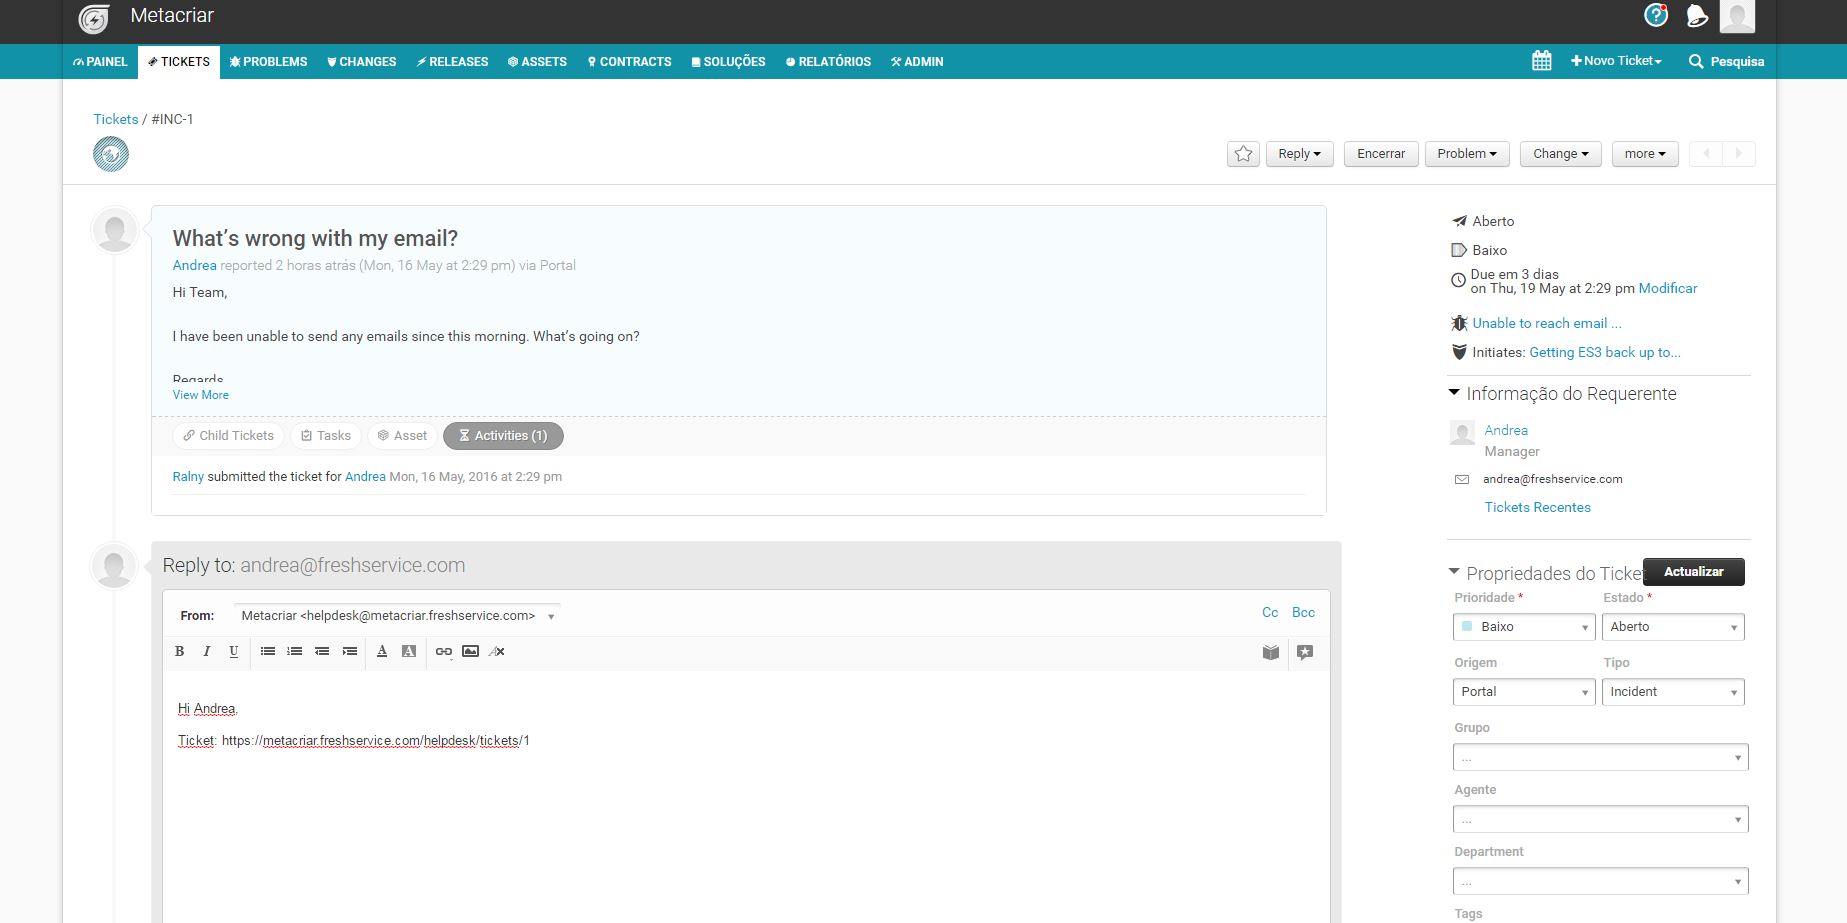 Metacriar
PAINEL TICKETS PROBLEMS CHANGES RELEASES ASSETS CONTRACTS SOLUÇÕES RELATÓRIOS ADMIN Novo Ticket Pesquisa
Tickets / #INC-1
Reply Encerrar Problem Change more
What’s wrong with my email?
Andrea reported 2 horas atrás (Mon, 16 May at 2:29 pm) via Portal
Hi Team,
I have been unable to send any emails since this morning. What’s going on?
Regards
View More
Child Tickets Tasks Asset Activities (1)
Ralny submitted the ticket for Andrea Mon, 16 May, 2016 at 2:29 pm
Reply to: andrea@freshservice.com
From: Metacriar <helpdesk@metacriar.freshservice.com> Cc Bcc
B I U A A
Hi Andrea,
Ticket: https://metacriar.freshservice.com/helpdesk/tickets/1
Aberto
Baixo
Due em 3 dias
on Thu, 19 May at 2:29 pm Modificar
Unable to reach email ...
Initiates: Getting ES3 back up to...
Informação do Requerente
Andrea
Manager
andrea@freshservice.com
Tickets Recentes
Propriedades do Ticket Actualizar
Prioridade * Estado *
Baixo Aberto
Origem Tipo
Portal Incident
Grupo
...
Agente
...
Department
...
Tags